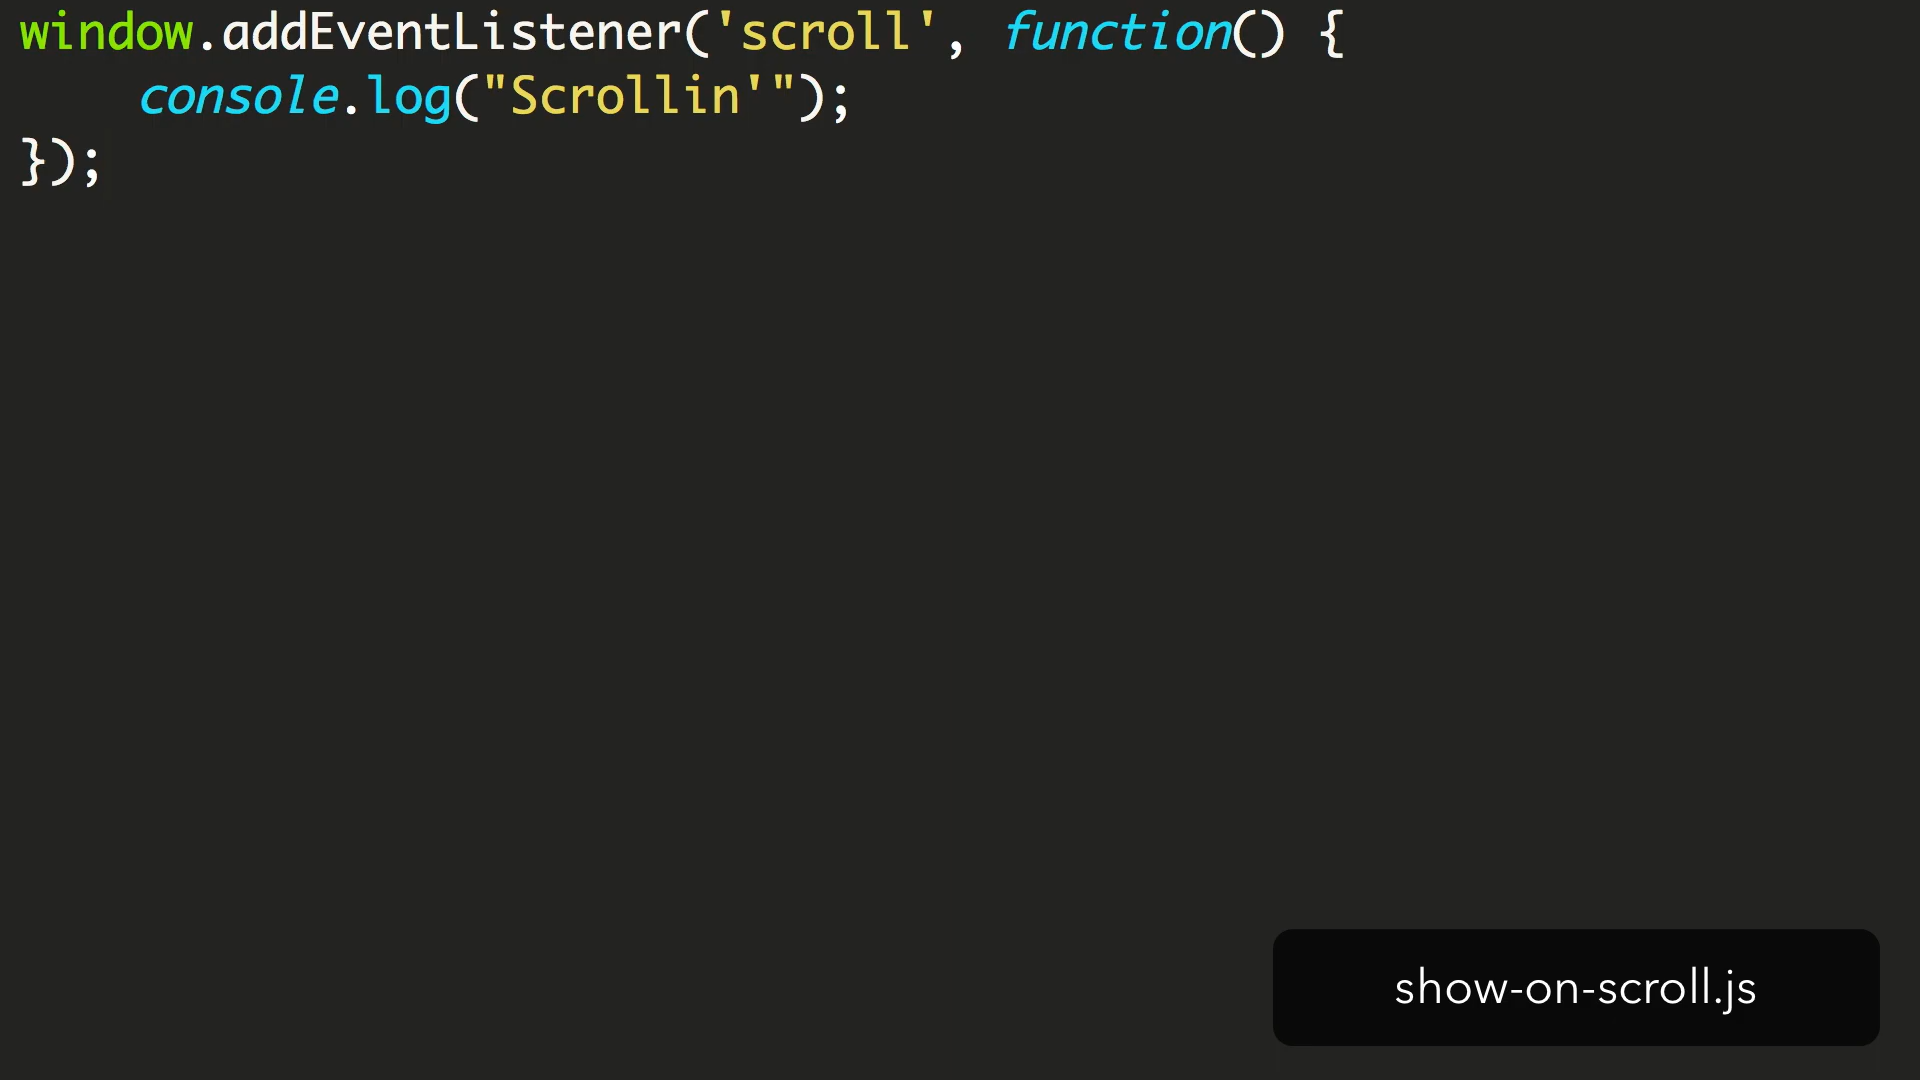 window.addEventListener('scroll', function() {
    console.log("Scrollin'");
});
show-on-scroll.js